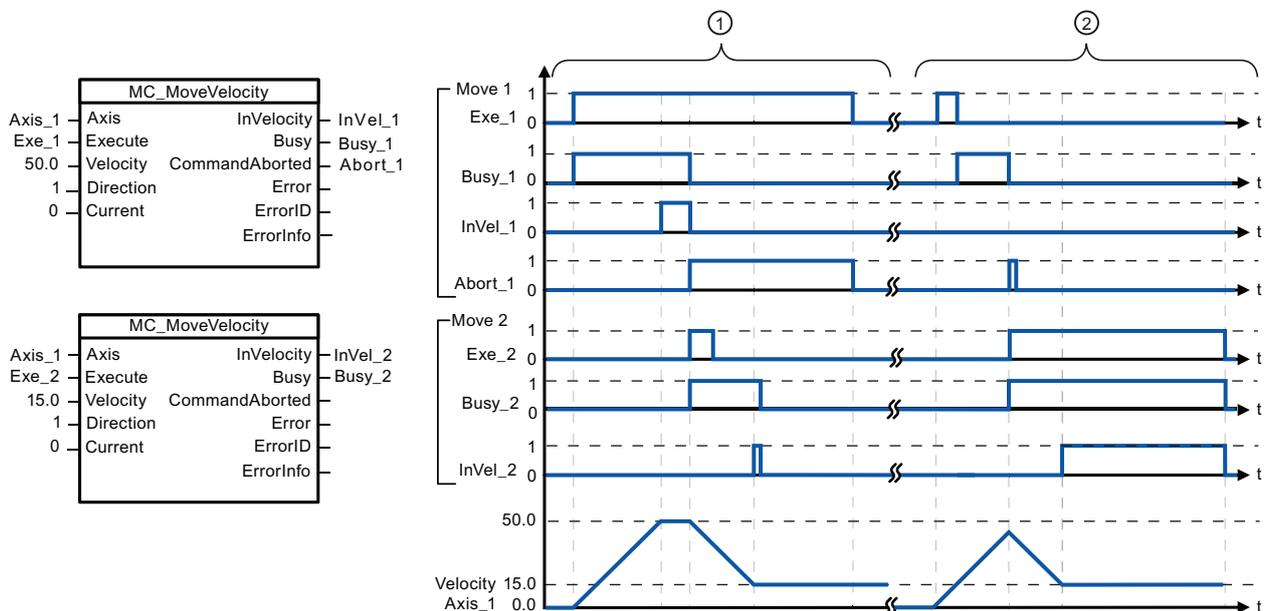 1
2
MC_MoveVelocity
Axis_1 Axis InVelocity InVel_1
Exe_1 Execute Busy Busy_1
50.0 Velocity CommandAborted Abort_1
1 Direction Error
0 Current ErrorID
ErrorInfo
MC_MoveVelocity
Axis_1 Axis InVelocity InVel_2
Exe_2 Execute Busy Busy_2
15.0 Velocity CommandAborted
1 Direction Error
0 Current ErrorID
ErrorInfo
Move 1
1
Exe_1 0 t
1
Busy_1 0 t
1
InVel_1 0 t
1
Abort_1 0 t
Move 2
1
Exe_2 0 t
1
Busy_2 0 t
1
InVel_2 0 t
50.0
Velocity 15.0
Axis_1 0.0 t